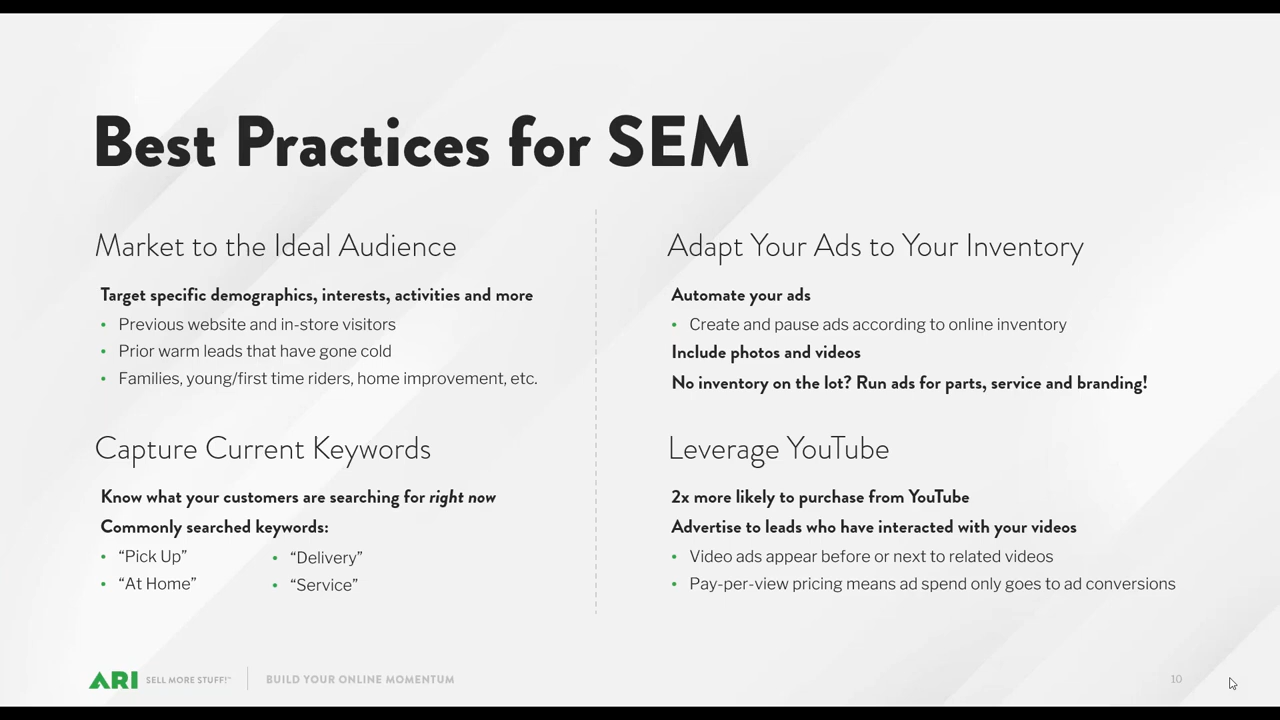 Best Practices for SEM
Market to the Ideal Audience
Target specific demographics, interests, activities and more
• Previous website and in-store visitors
• Prior warm leads that have gone cold
• Families, young/first time riders, home improvement, etc.
Capture Current Keywords
Know what your customers are searching for right now
Commonly searched keywords:
• “Pick Up”
• “At Home”
• “Delivery”
• “Service”
Adapt Your Ads to Your Inventory
Automate your ads
• Create and pause ads according to online inventory
Include photos and videos
No inventory on the lot? Run ads for parts, service and branding!
Leverage YouTube
2x more likely to purchase from YouTube
Advertise to leads who have interacted with your videos
• Video ads appear before or next to related videos
• Pay-per-view pricing means ad spend only goes to ad conversions
ARI SELL MORE STUFF!™ BUILD YOUR ONLINE MOMENTUM
10